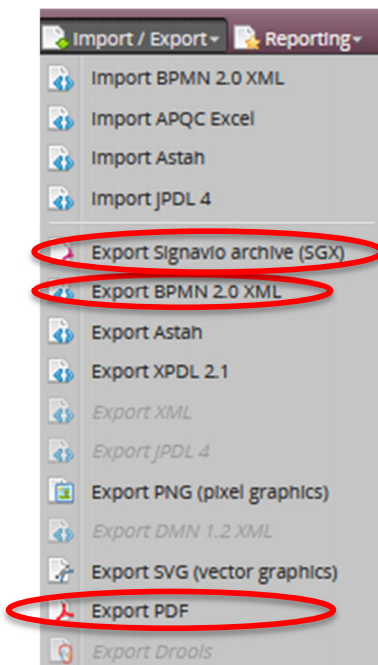 Import / Export Reporting
Import BPMN 2.0 XML
Import APQC Excel
Import Astah
Import jPDL 4
Export Signavio archive (SGX)
Export BPMN 2.0 XML
Export Astah
Export XPDL 2.1
Export XML
Export jPDL 4
Export PNG (pixel graphics)
Export DMN 1.2 XML
Export SVG (vector graphics)
Export PDF
Export Drools